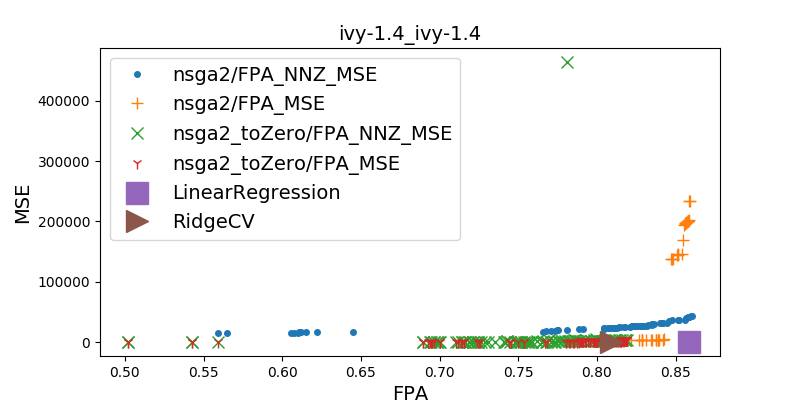 ivy-1.4_ivy-1.4
nsga2/FPA_NNZ_MSE
nsga2/FPA_MSE
nsga2_toZero/FPA_NNZ_MSE
nsga2_toZero/FPA_MSE
LinearRegression
RidgeCV
MSE
400000
300000
200000
100000
0
0.50 0.55 0.60 0.65 0.70 0.75 0.80 0.85
FPA